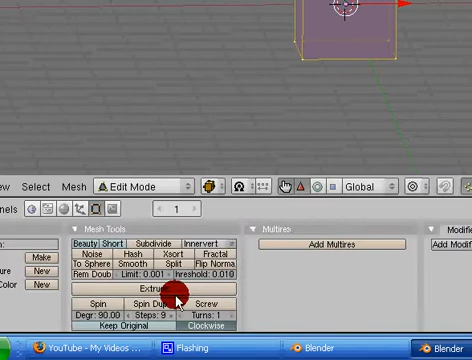 ew Select Mesh Edit Mode Global
nels 1
Mesh Tools Multires Modifie
n: Beauty Short Subdivide Innervert Add Multires Add Modif
Make Noise Hash Xsort Fractal
ture New To Sphere Smooth Split Flip Norma
Color New Rem Doub Limit: 0.001 hreshold: 0.010
Extrude
Spin Spin Dup Screw
Degr: 90.00 Steps: 9 Turns: 1
Keep Original Clockwise
YouTube - My Videos ... Flashing Blender Blender